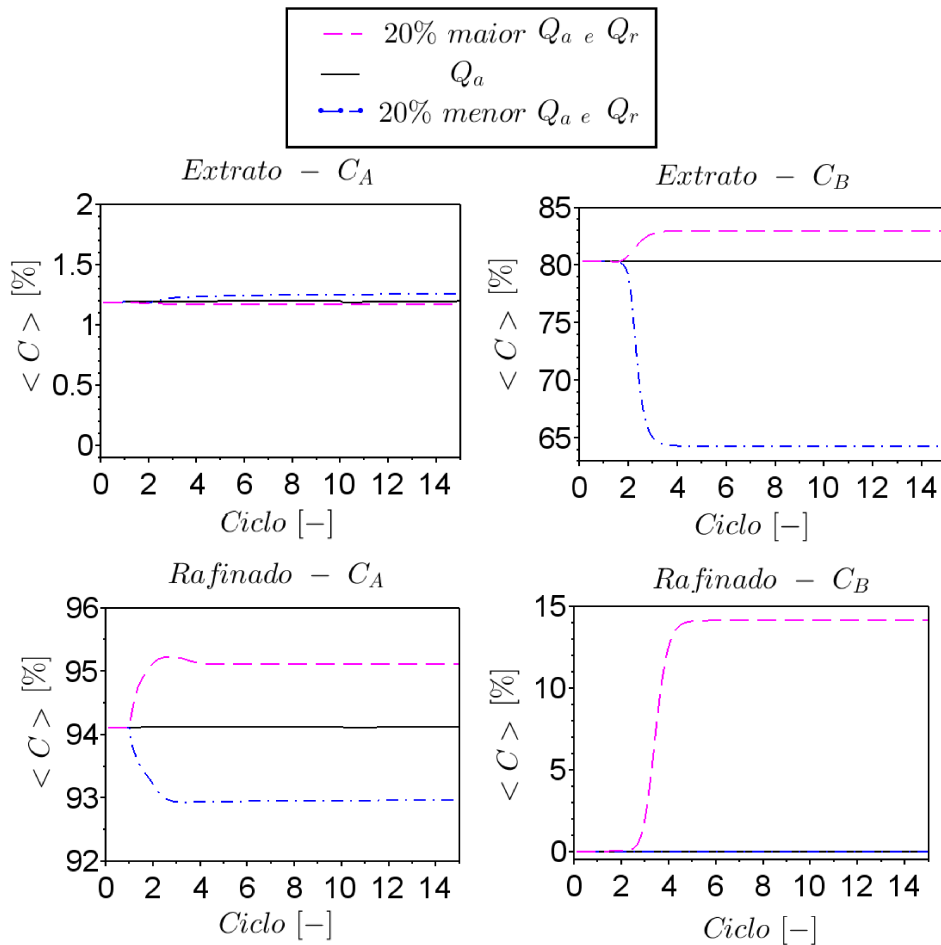 20% maior Q_a e Q_r
Q_a
20% menor Q_a e Q_r
Extrato - C_A
2
1.5
1
0.5
0
< C > [%]
0 2 4 6 8 10 12 14
Ciclo [-]
Extrato - C_B
85
80
75
70
65
< C > [%]
0 2 4 6 8 10 12 14
Ciclo [-]
Rafinado - C_A
96
95
94
93
92
< C > [%]
0 2 4 6 8 10 12 14
Ciclo [-]
Rafinado - C_B
15
10
5
0
< C > [%]
0 2 4 6 8 10 12 14
Ciclo [-]